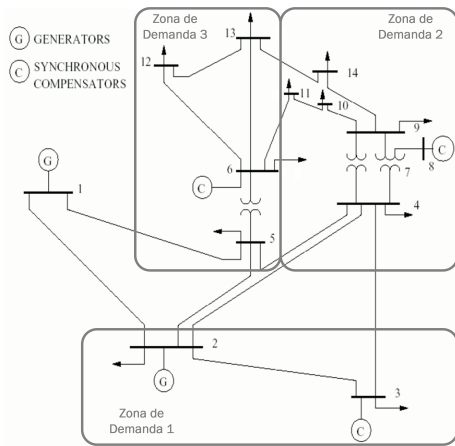 G GENERATORS
C SYNCHRONOUS
COMPENSATORS
Zona de
Demanda 3
Zona de
Demanda 2
13
12
14
11
10
9
6
C
C
7
8
G
1
4
5
2
G
3
C
Zona de
Demanda 1